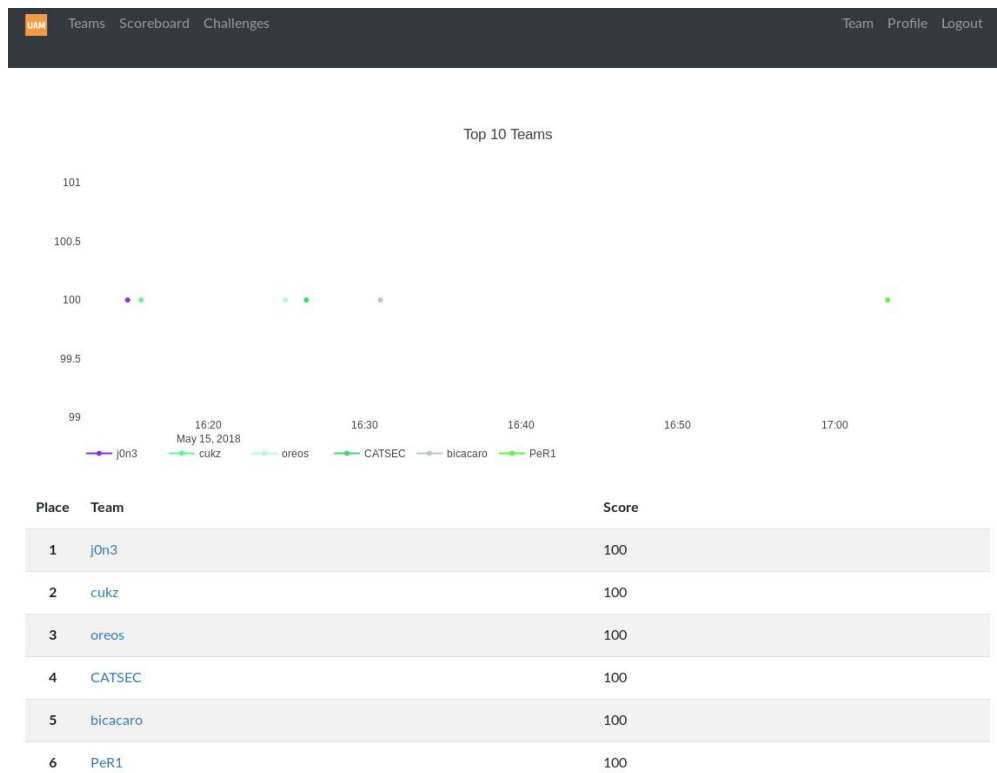 UAM Teams Scoreboard Challenges Team Profile Logout
Top 10 Teams
101
100.5
100
99.5
99
16:20 16:30 16:40 16:50 17:00
May 15, 2018
j0n3 cukz oreos CATSEC bicacaro PeR1
Place Team Score
1 j0n3 100
2 cukz 100
3 oreos 100
4 CATSEC 100
5 bicacaro 100
6 PeR1 100